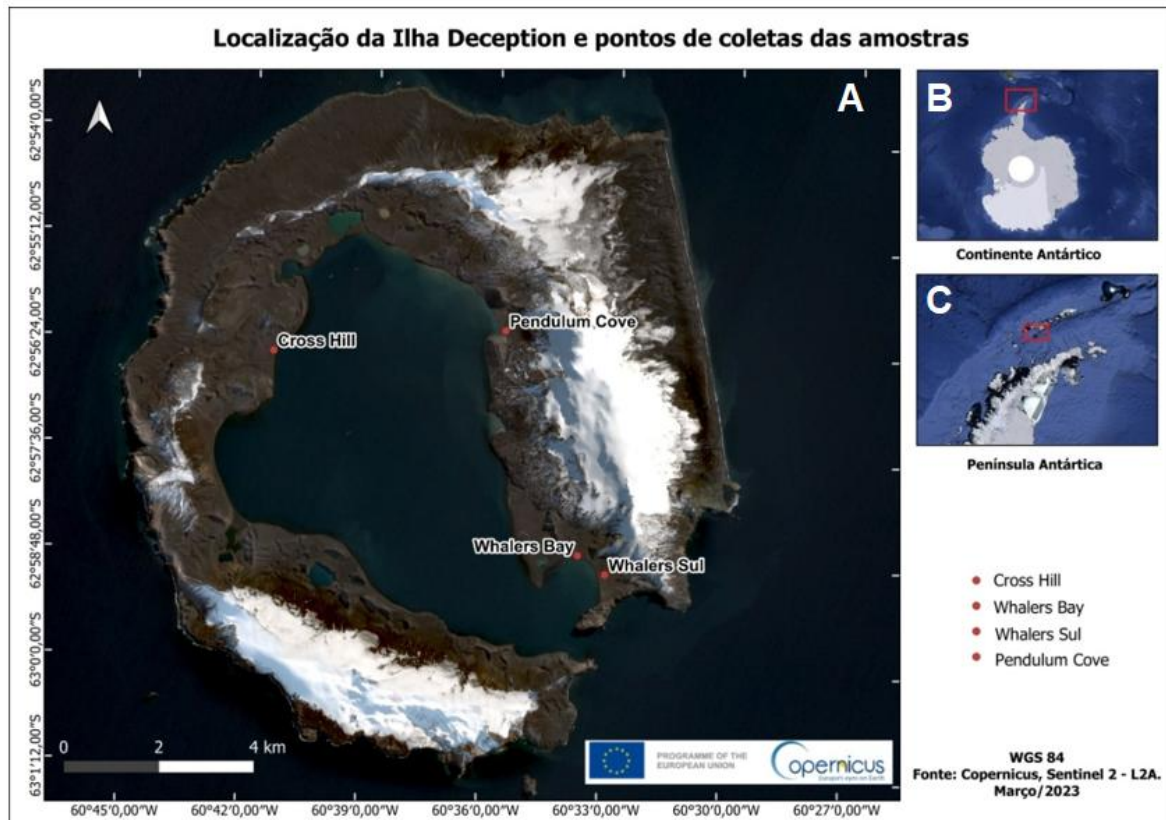 Localização da Ilha Deception e pontos de coletas das amostras
A
B
Continente Antártico
C
Península Antártica
62°54'0,00"S
62°55'12,00"S
62°56'24,00"S
62°57'36,00"S
62°58'48,00"S
63°0'0,00"S
63°1'12,00"S
Pendulum Cove
Cross Hill
Whalers Bay
Whalers Sul
Cross Hill
Whalers Bay
Whalers Sul
Pendulum Cove
0 2 4 km
PROGRAMME OF THE
EUROPEAN UNION
opernicus
Europe's eyes on Earth
WGS 84
Fonte: Copernicus, Sentinel 2 - L2A.
Março/2023
60°45'0,00"W 60°42'0,00"W 60°39'0,00"W 60°36'0,00"W 60°33'0,00"W 60°30'0,00"W 60°27'0,00"W